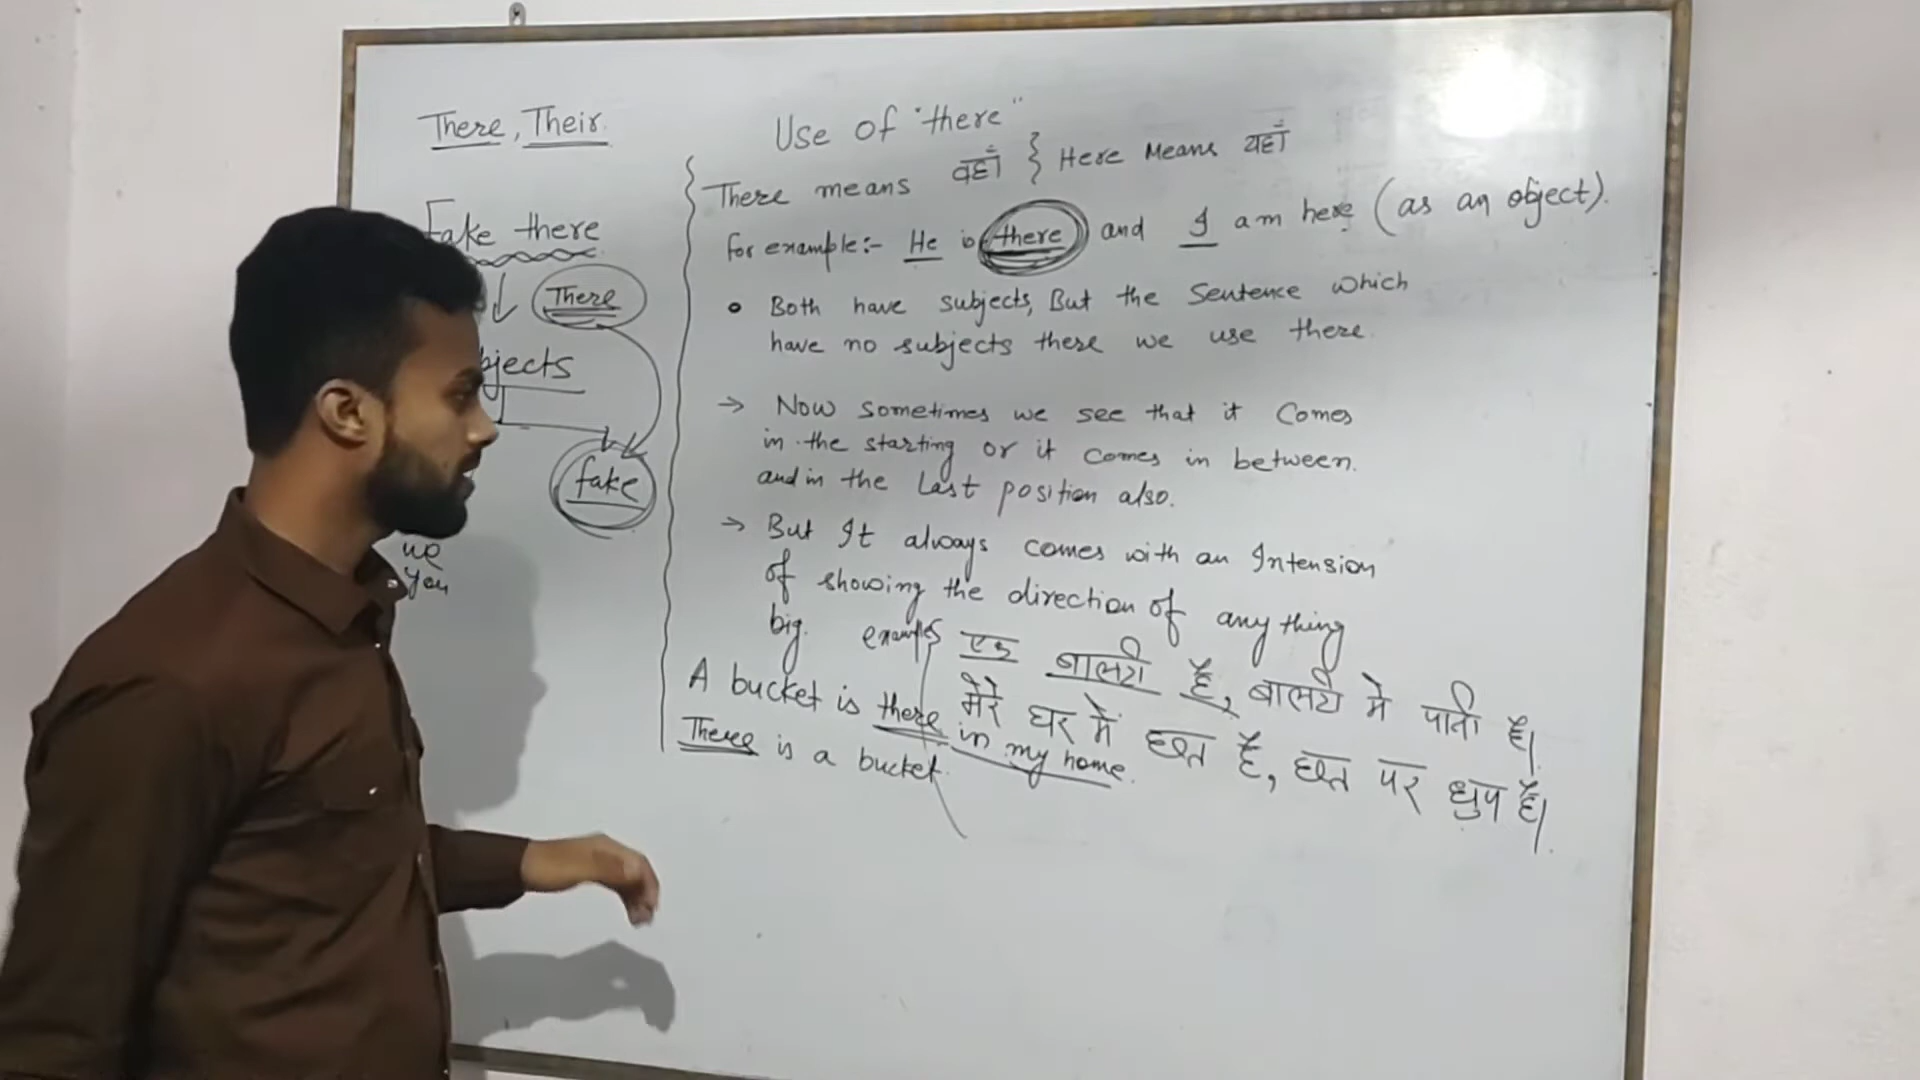 There, Their.
Fake there
There
bjects
fake
we
you
Use of "there"
There means वहाँ } Here Means यहाँ
for example:- He is there and I am here (as an object).
• Both have subjects, But the Sentence which
have no subjects there we use there.
→ Now sometimes we see that it Comes
in the starting or it comes in between.
and in the Last position also.
→ But It always comes with an Intension
of showing the direction of any thing
big. examples एक बाल्टी है, बाल्टी मे पानी है।
मेरे घर में छत है, छत पर धुप है।
A bucket is there in my home.
There is a bucket.